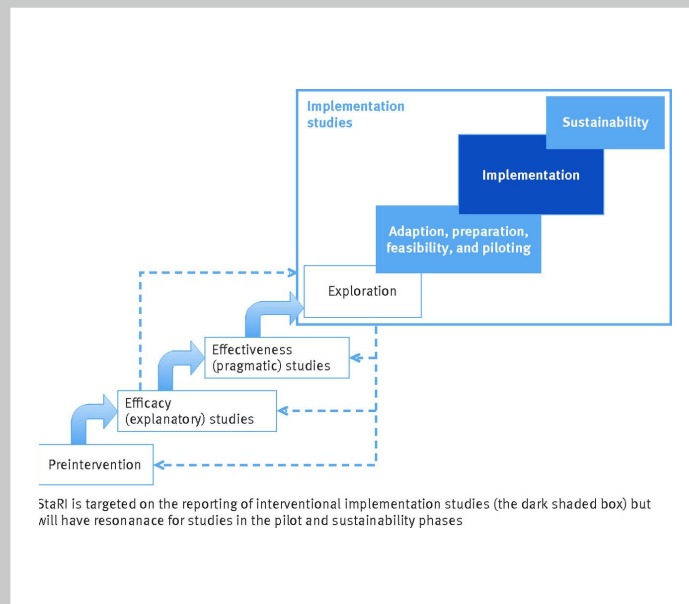 Implementation
studies
Sustainability
Implementation
Adaption, preparation,
feasibility, and piloting
Exploration
Effectiveness
(pragmatic) studies
Efficacy
(explanatory) studies
Preintervention
StaRI is targeted on the reporting of interventional implementation studies (the dark shaded box) but
will have resonanace for studies in the pilot and sustainability phases